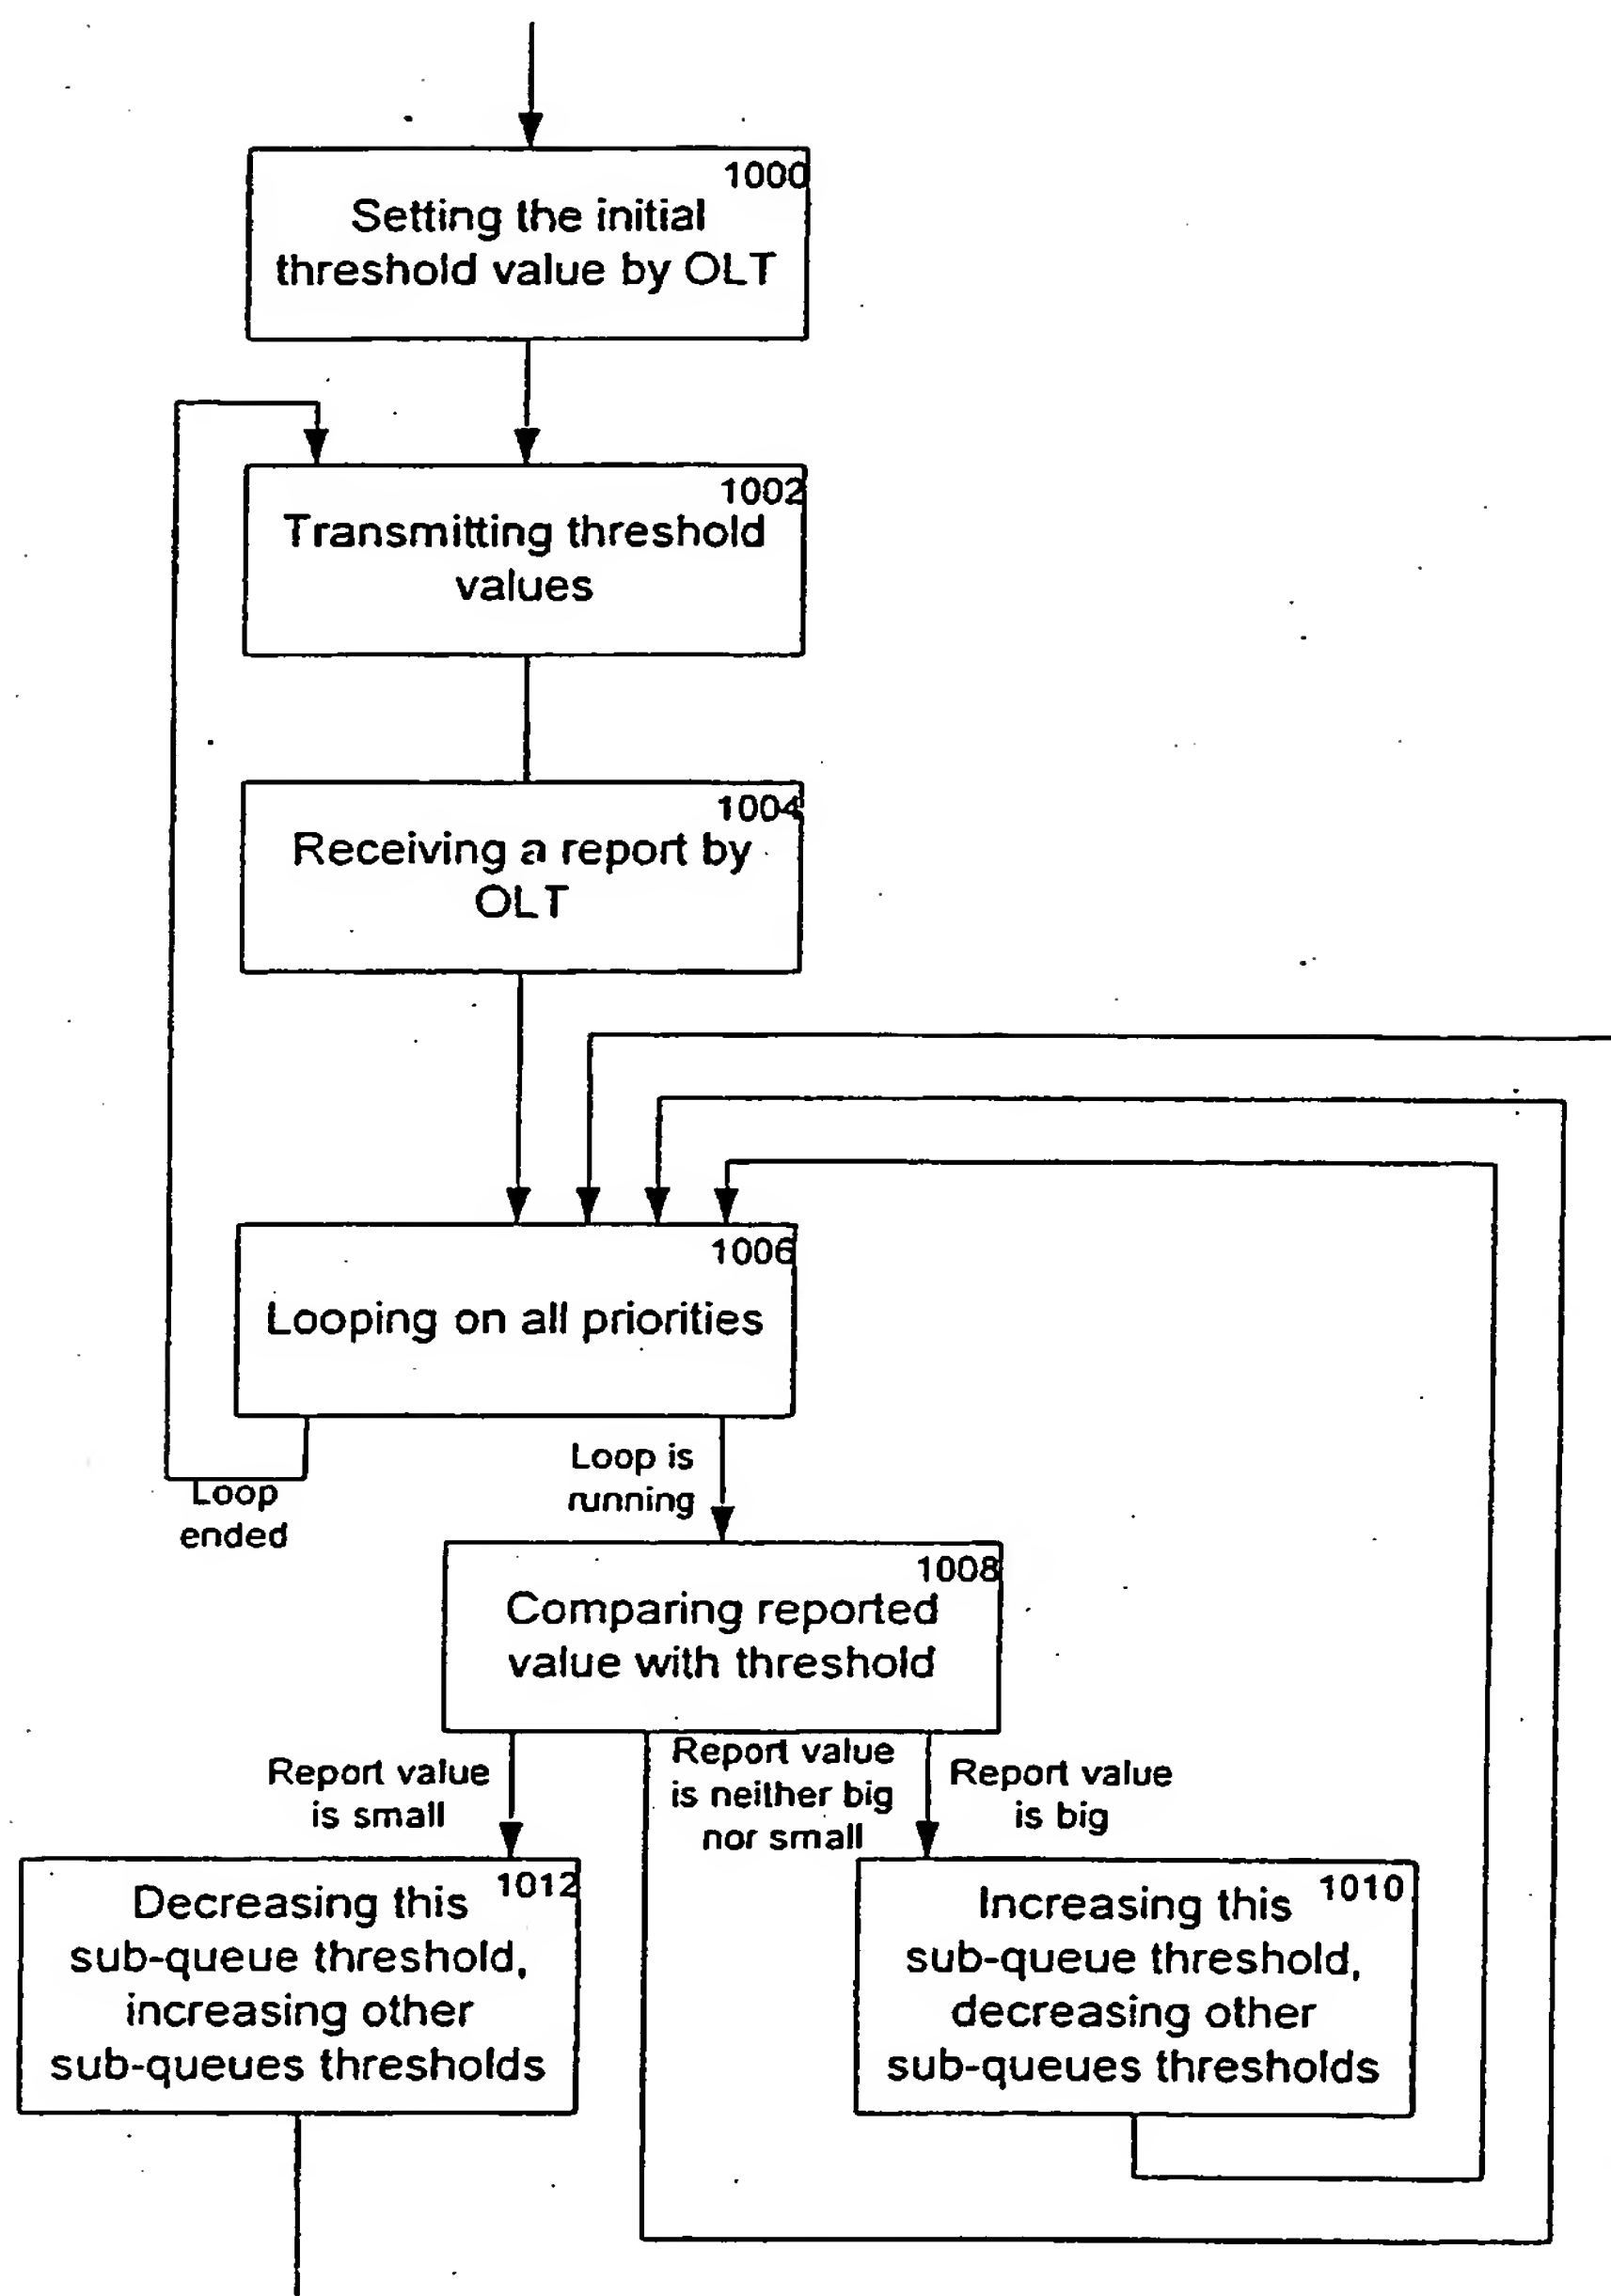 1000
Setting the initial
threshold value by OLT
1002
Transmitting threshold
values
1004
Receiving a report by
OLT
1006
Looping on all priorities
Loop is
running
Loop
ended
1008
Comparing reported
value with threshold
Report value
is small
Report value
is neither big
nor small
Report value
is big
1012
Decreasing this
sub-queue threshold,
increasing other
sub-queues thresholds
1010
Increasing this
sub-queue threshold,
decreasing other
sub-queues thresholds